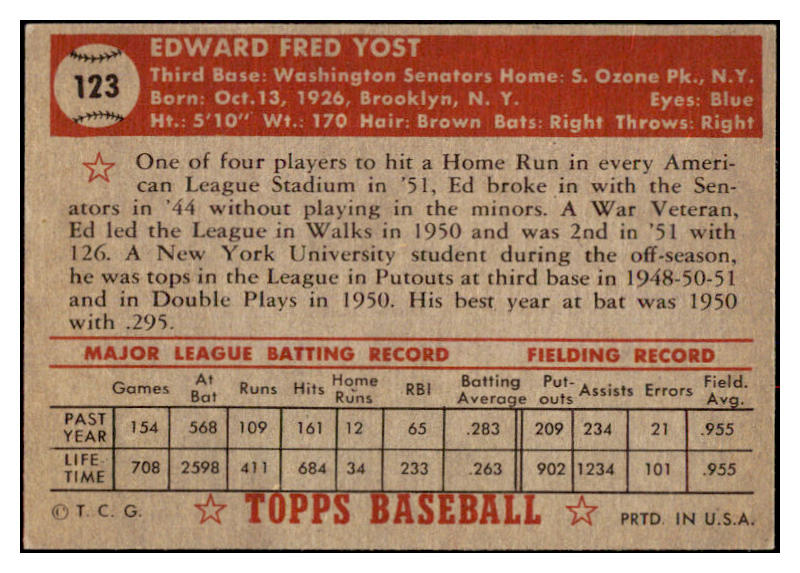 123
EDWARD FRED YOST
Third Base: Washington Senators Home: S. Ozone Pk., N.Y.
Born: Oct.13, 1926, Brooklyn, N. Y. Eyes: Blue
Ht.: 5'10" Wt.: 170 Hair: Brown Bats: Right Throws: Right
One of four players to hit a Home Run in every Ameri-
can League Stadium in '51, Ed broke in with the Sen-
ators in '44 without playing in the minors. A War Veteran,
Ed led the League in Walks in 1950 and was 2nd in '51 with
126. A New York University student during the off-season,
he was tops in the League in Putouts at third base in 1948-50-51
and in Double Plays in 1950. His best year at bat was 1950
with .295.
MAJOR LEAGUE BATTING RECORD FIELDING RECORD
Games At Bat Runs Hits Home Runs RBI Batting Average Put-outs Assists Errors Field. Avg.
PAST YEAR 154 568 109 161 12 65 .283 209 234 21 .955
LIFE-TIME 708 2598 411 684 34 233 .263 902 1234 101 .955
© T. C. G. TOPPS BASEBALL PRTD. IN U.S.A.